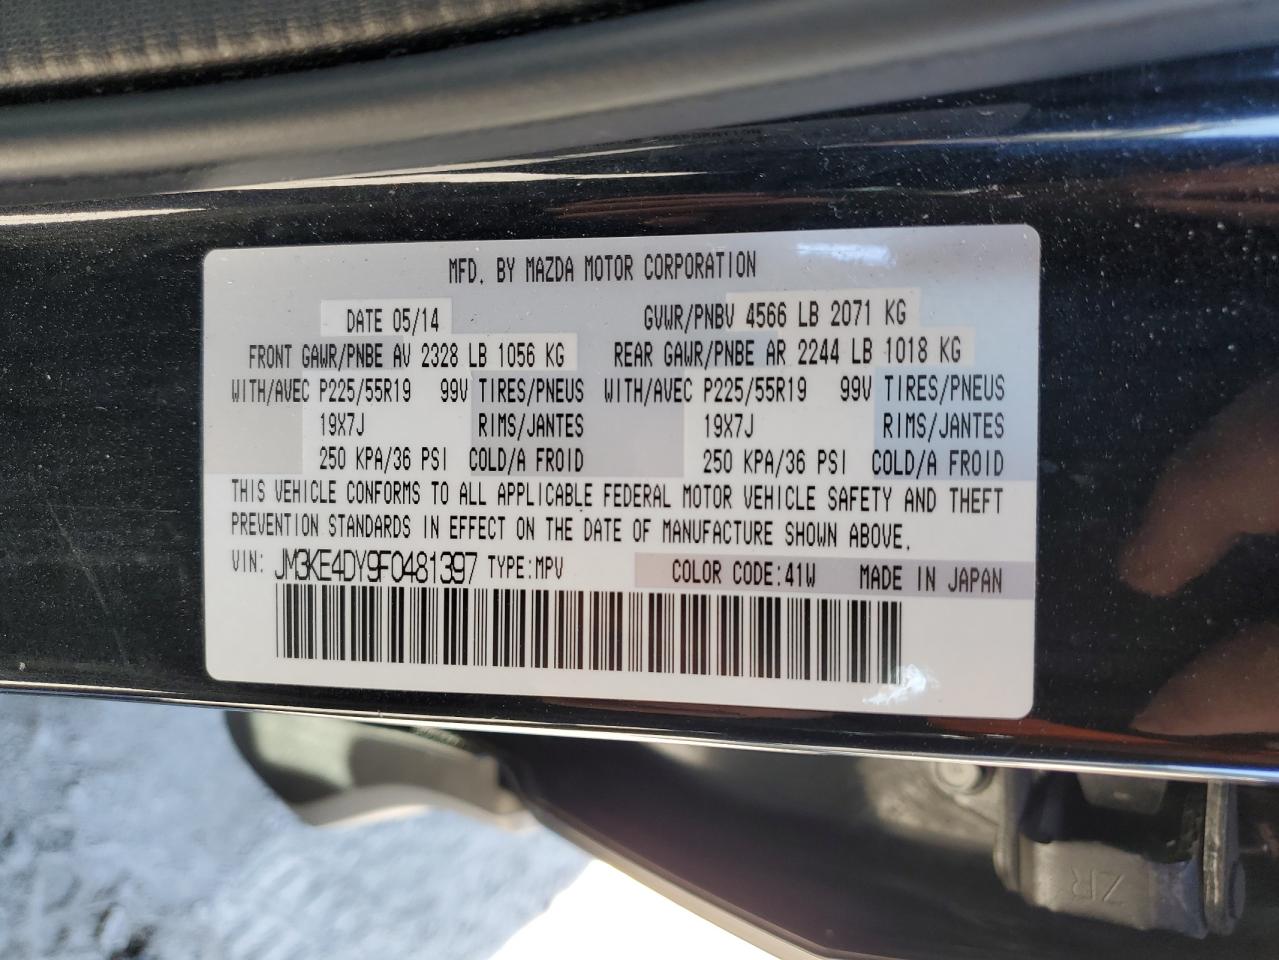 MFD. BY MAZDA MOTOR CORPORATION
DATE 05/14 GVWR/PNBV 4566 LB 2071 KG
FRONT GAWR/PNBE AV 2328 LB 1056 KG REAR GAWR/PNBE AR 2244 LB 1018 KG
WITH/AVEC P225/55R19 99V TIRES/PNEUS WITH/AVEC P225/55R19 99V TIRES/PNEUS
19X7J RIMS/JANTES 19X7J RIMS/JANTES
250 KPA/36 PSI COLD/A FROID 250 KPA/36 PSI COLD/A FROID
THIS VEHICLE CONFORMS TO ALL APPLICABLE FEDERAL MOTOR VEHICLE SAFETY AND THEFT
PREVENTION STANDARDS IN EFFECT ON THE DATE OF MANUFACTURE SHOWN ABOVE.
VIN: JM3KE4DY9F0481397 TYPE:MPV COLOR CODE:41W MADE IN JAPAN
ZR